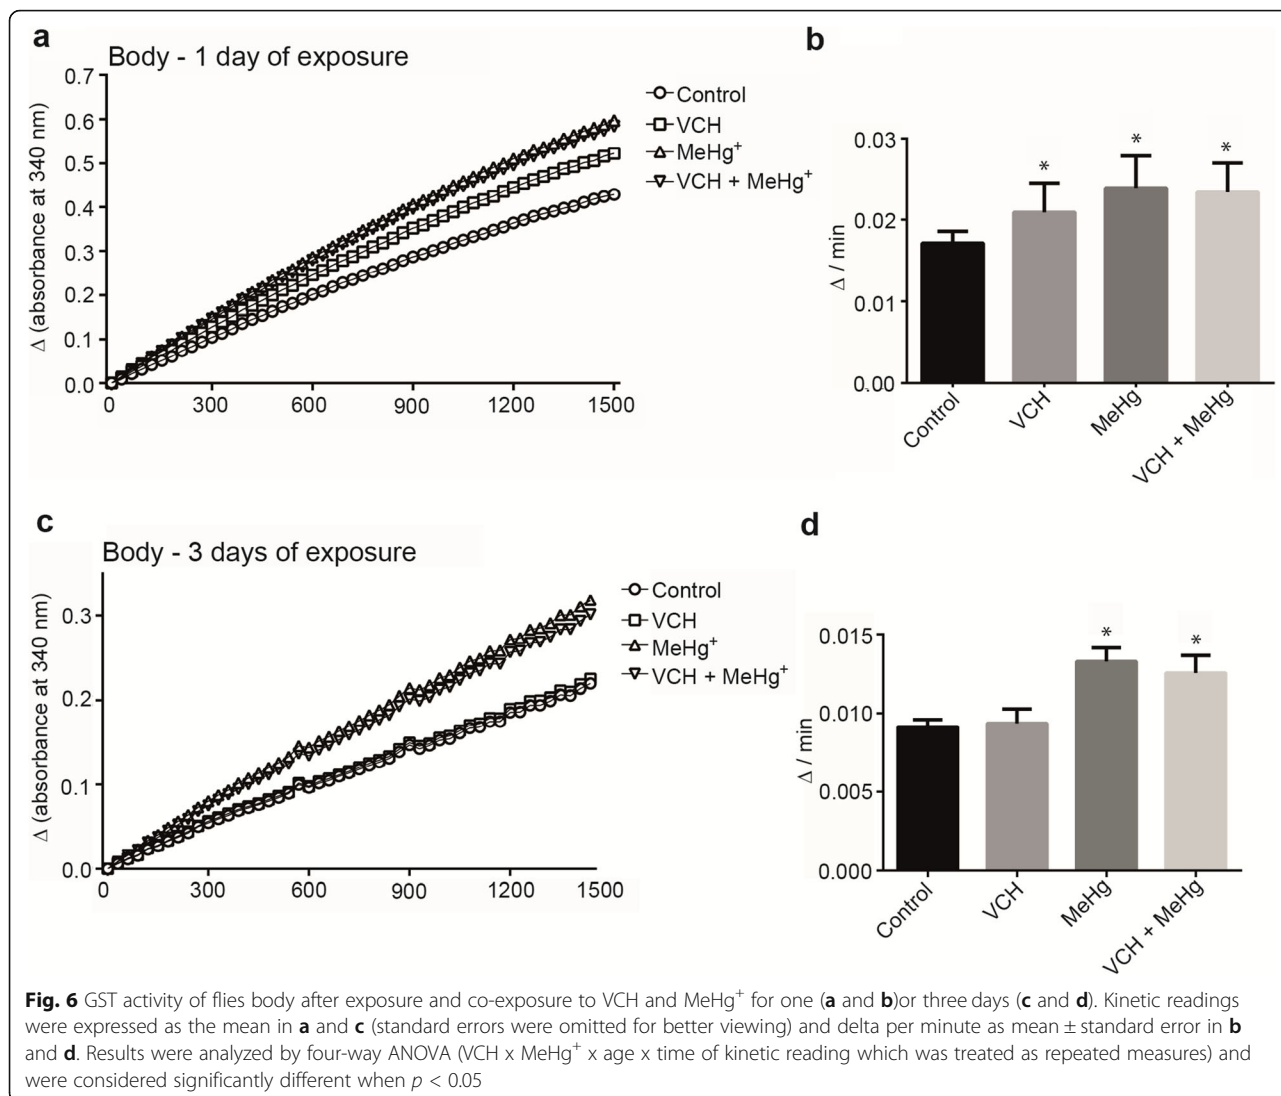 a
Body - 1 day of exposure
Δ (absorbance at 340 nm)
0.7
0.6
0.5
0.4
0.3
0.2
0.1
0.0
0 300 600 900 1200 1500
Control
VCH
MeHg⁺
VCH + MeHg⁺
b
Δ / min
0.03
0.02
0.01
0.00
* * *
Control VCH MeHg VCH + MeHg
c
Body - 3 days of exposure
Δ (absorbance at 340 nm)
0.3
0.2
0.1
0.0
0 300 600 900 1200 1500
Control
VCH
MeHg⁺
VCH + MeHg⁺
d
Δ / min
0.015
0.010
0.005
0.000
* *
Control VCH MeHg VCH + MeHg
Fig. 6 GST activity of flies body after exposure and co-exposure to VCH and MeHg⁺ for one (a and b)or three days (c and d). Kinetic readings
were expressed as the mean in a and c (standard errors were omitted for better viewing) and delta per minute as mean ± standard error in b
and d. Results were analyzed by four-way ANOVA (VCH x MeHg⁺ x age x time of kinetic reading which was treated as repeated measures) and
were considered significantly different when p < 0.05